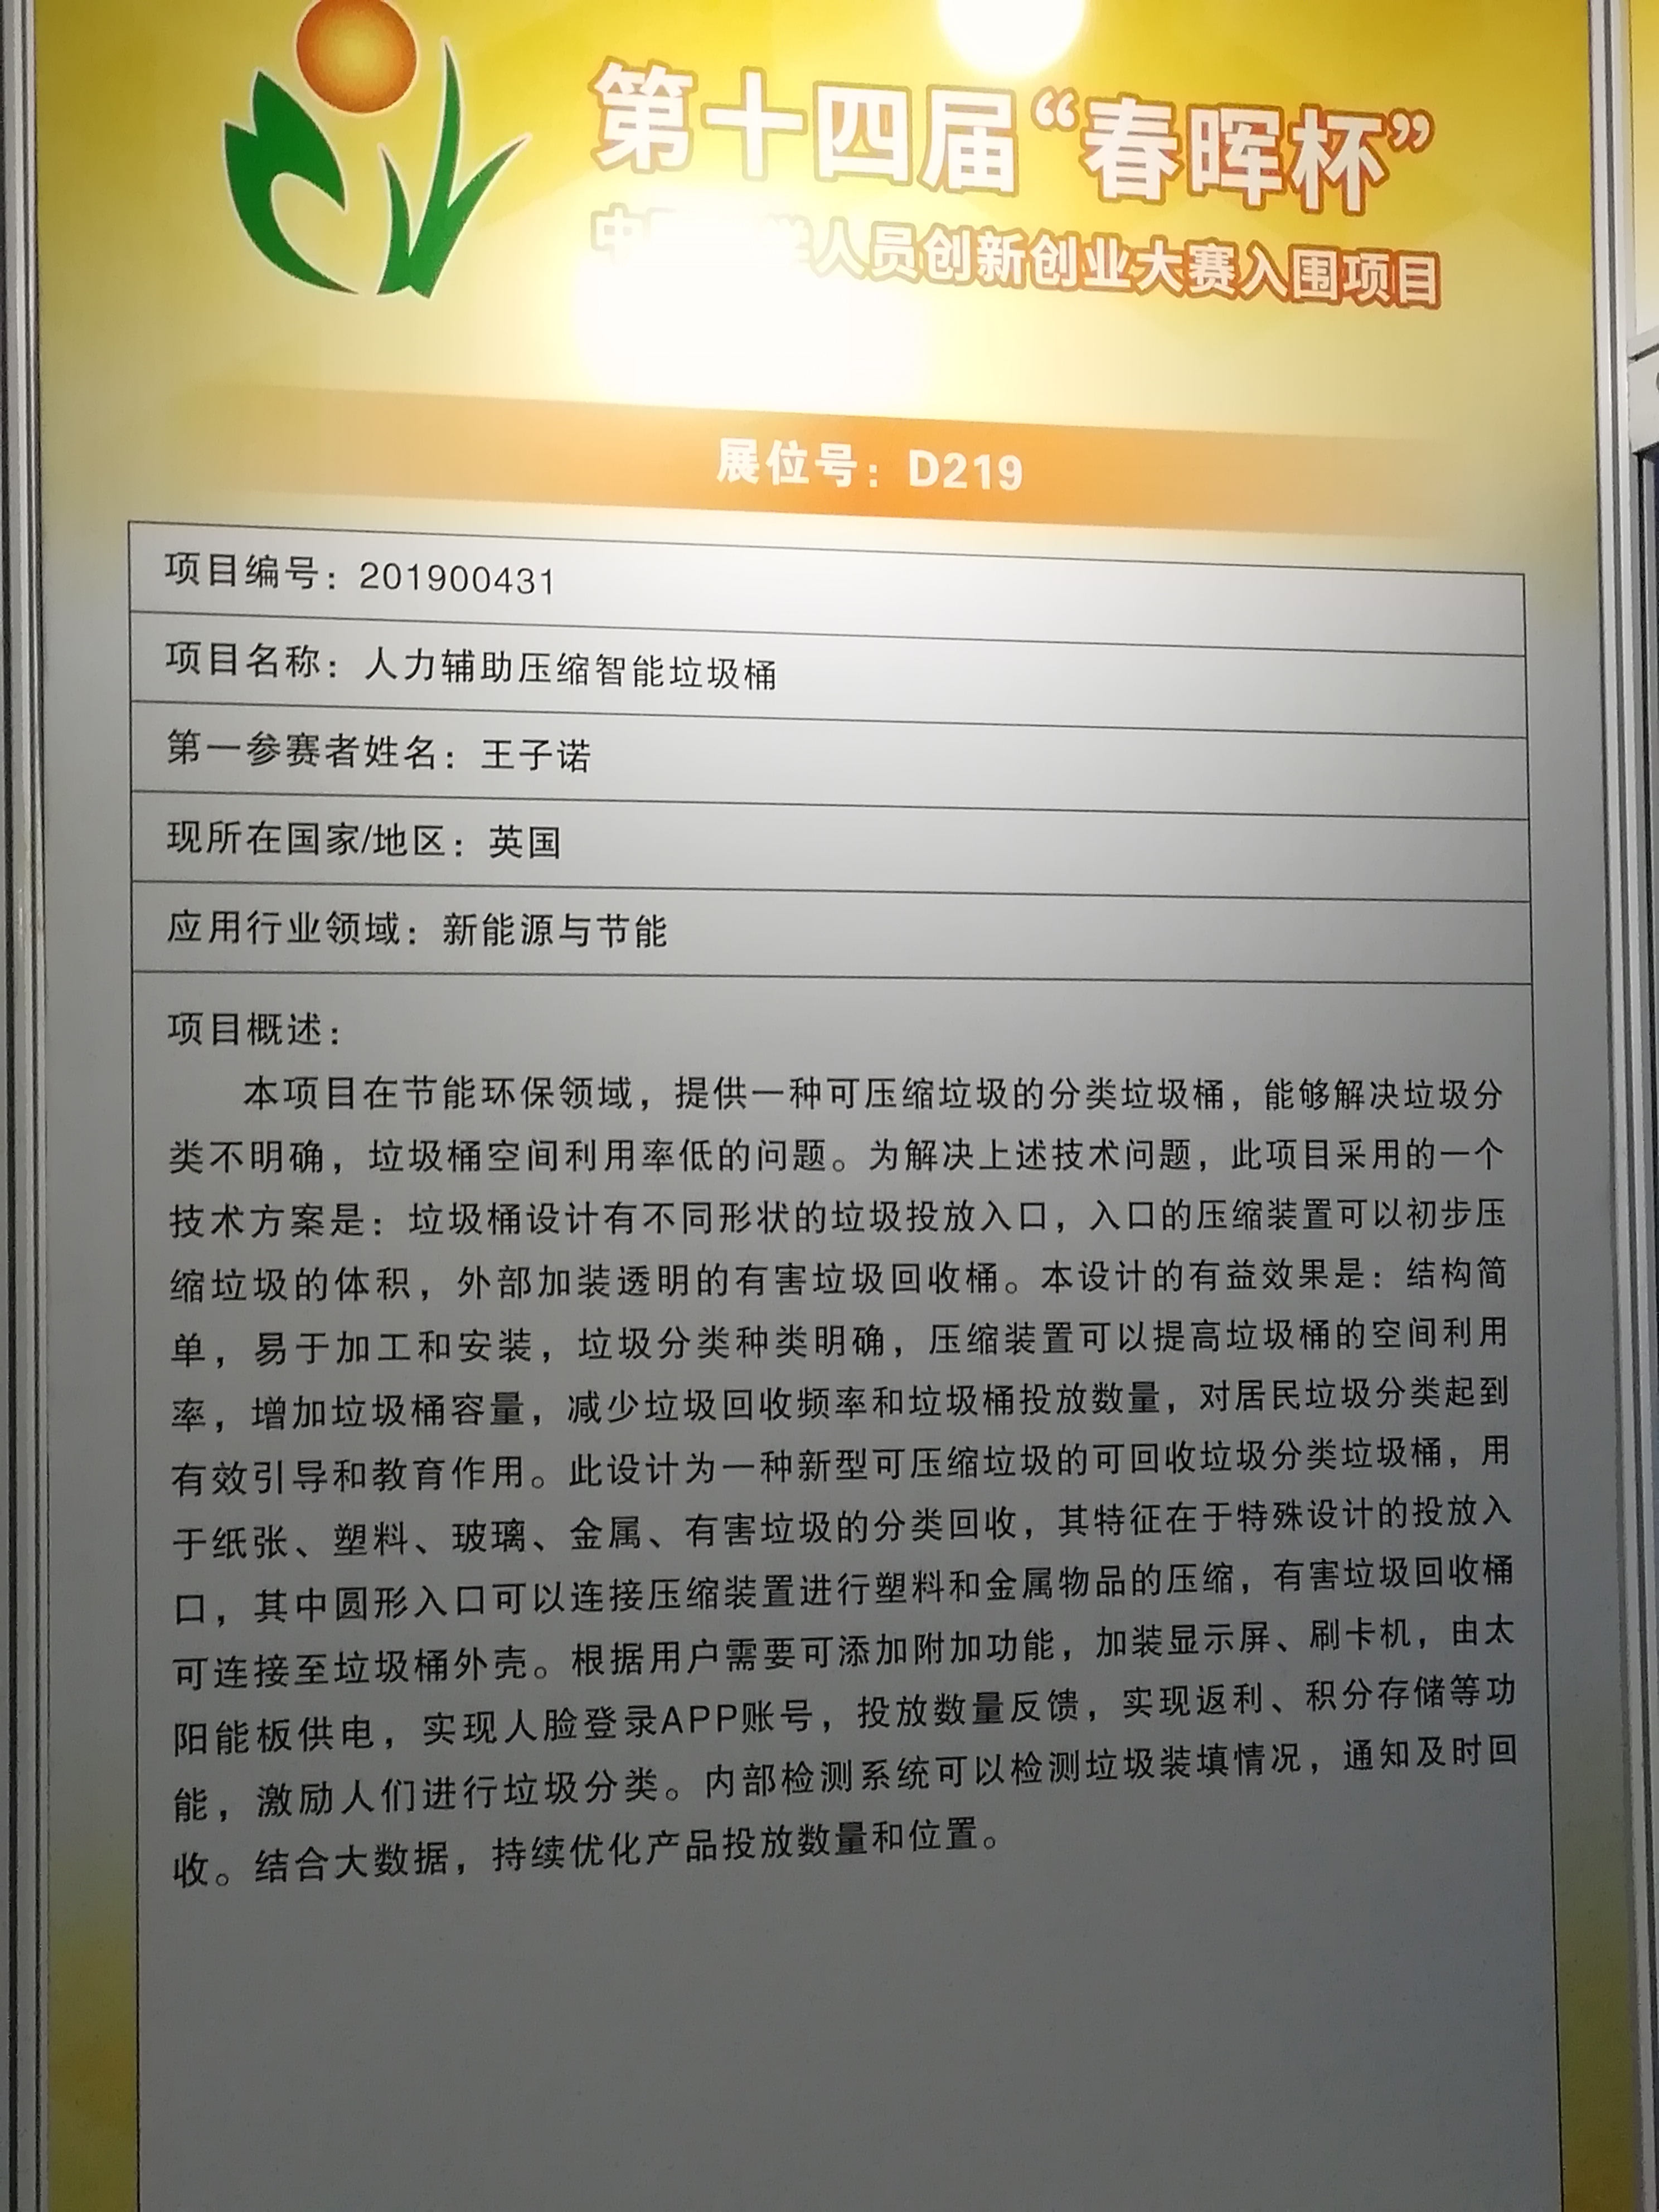 第十四届“春晖杯”
中 学人员创新创业大赛入围项目
展位号：D219
项目编号：201900431
项目名称：人力辅助压缩智能垃圾桶
第一参赛者姓名：王子诺
现所在国家/地区：英国
应用行业领域：新能源与节能
项目概述：
本项目在节能环保领域，提供一种可压缩垃圾的分类垃圾桶，能够解决垃圾分
类不明确，垃圾桶空间利用率低的问题。为解决上述技术问题，此项目采用的一个
技术方案是：垃圾桶设计有不同形状的垃圾投放入口，入口的压缩装置可以初步压
缩垃圾的体积，外部加装透明的有害垃圾回收桶。本设计的有益效果是：结构简
单，易于加工和安装，垃圾分类种类明确，压缩装置可以提高垃圾桶的空间利用
率，增加垃圾桶容量，减少垃圾回收频率和垃圾桶投放数量，对居民垃圾分类起到
有效引导和教育作用。此设计为一种新型可压缩垃圾的可回收垃圾分类垃圾桶，用
于纸张、塑料、玻璃、金属、有害垃圾的分类回收，其特征在于特殊设计的投放入
口，其中圆形入口可以连接压缩装置进行塑料和金属物品的压缩，有害垃圾回收桶
可连接至垃圾桶外壳。根据用户需要可添加附加功能，加装显示屏、刷卡机，由太
阳能板供电，实现人脸登录APP账号，投放数量反馈，实现返利、积分存储等功
能，激励人们进行垃圾分类。内部检测系统可以检测垃圾装填情况，通知及时回
收。结合大数据，持续优化产品投放数量和位置。